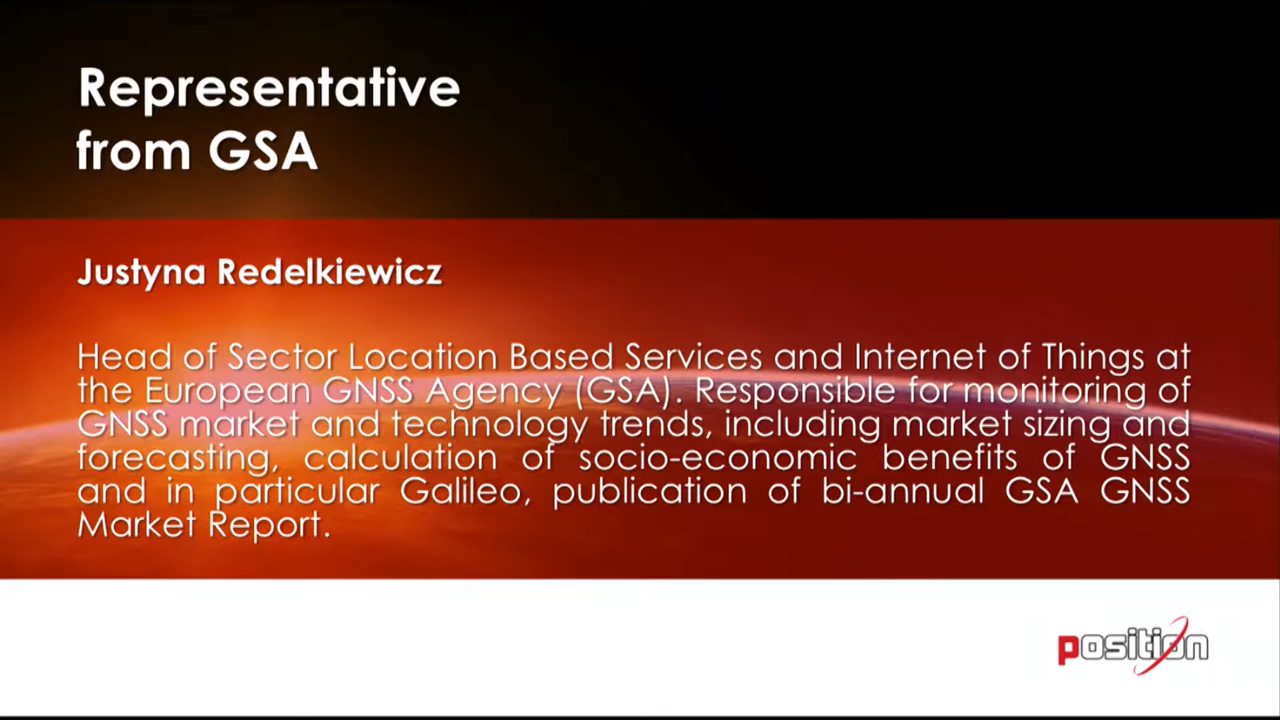 Representative
from GSA
Justyna Redelkiewicz
Head of Sector Location Based Services and Internet of Things at
the European GNSS Agency (GSA). Responsible for monitoring of
GNSS market and technology trends, including market sizing and
forecasting, calculation of socio-economic benefits of GNSS
and in particular Galileo, publication of bi-annual GSA GNSS
Market Report.
position